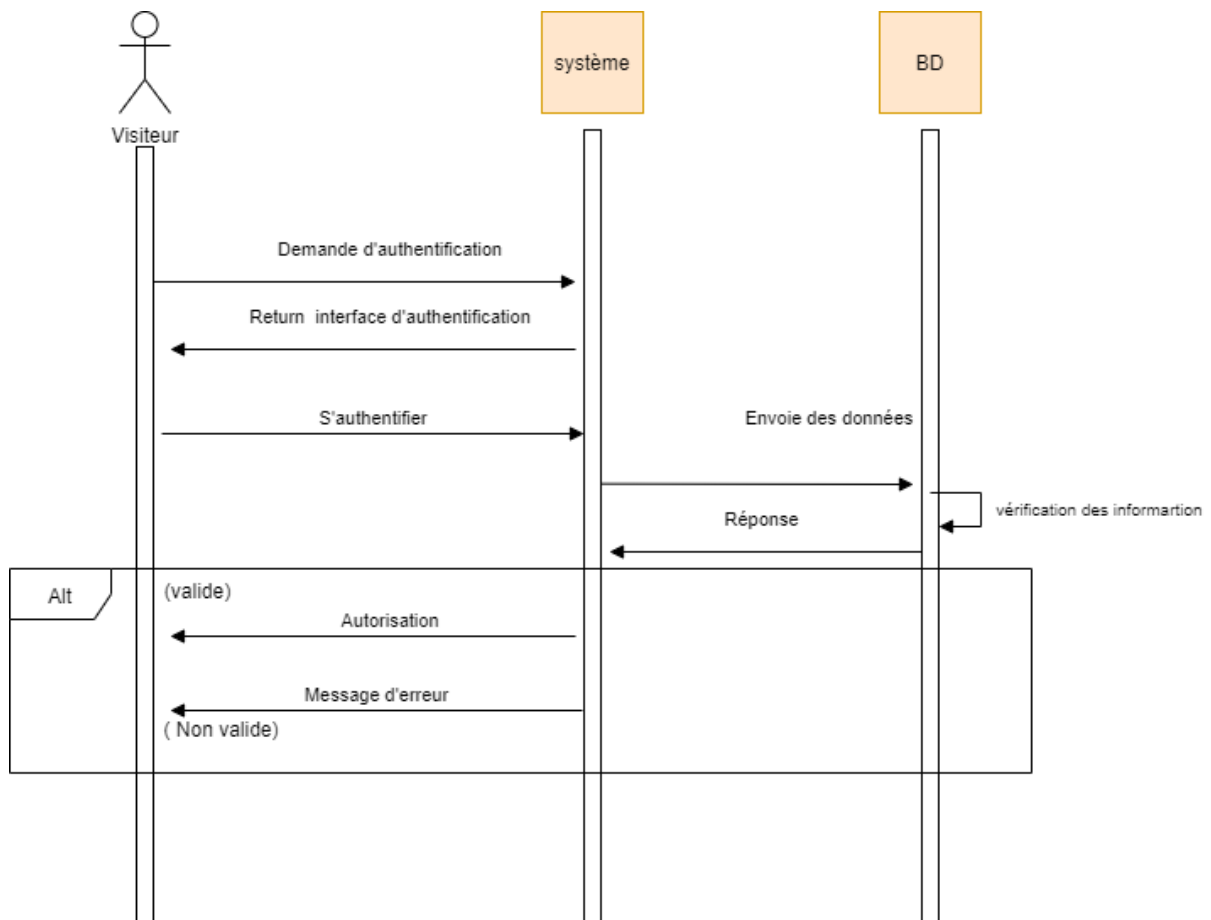 système
BD
Visiteur
Demande d'authentification
Return interface d'authentification
S'authentifier
Envoie des données
vérification des informartion
Réponse
Alt
(valide)
Autorisation
Message d'erreur
( Non valide)